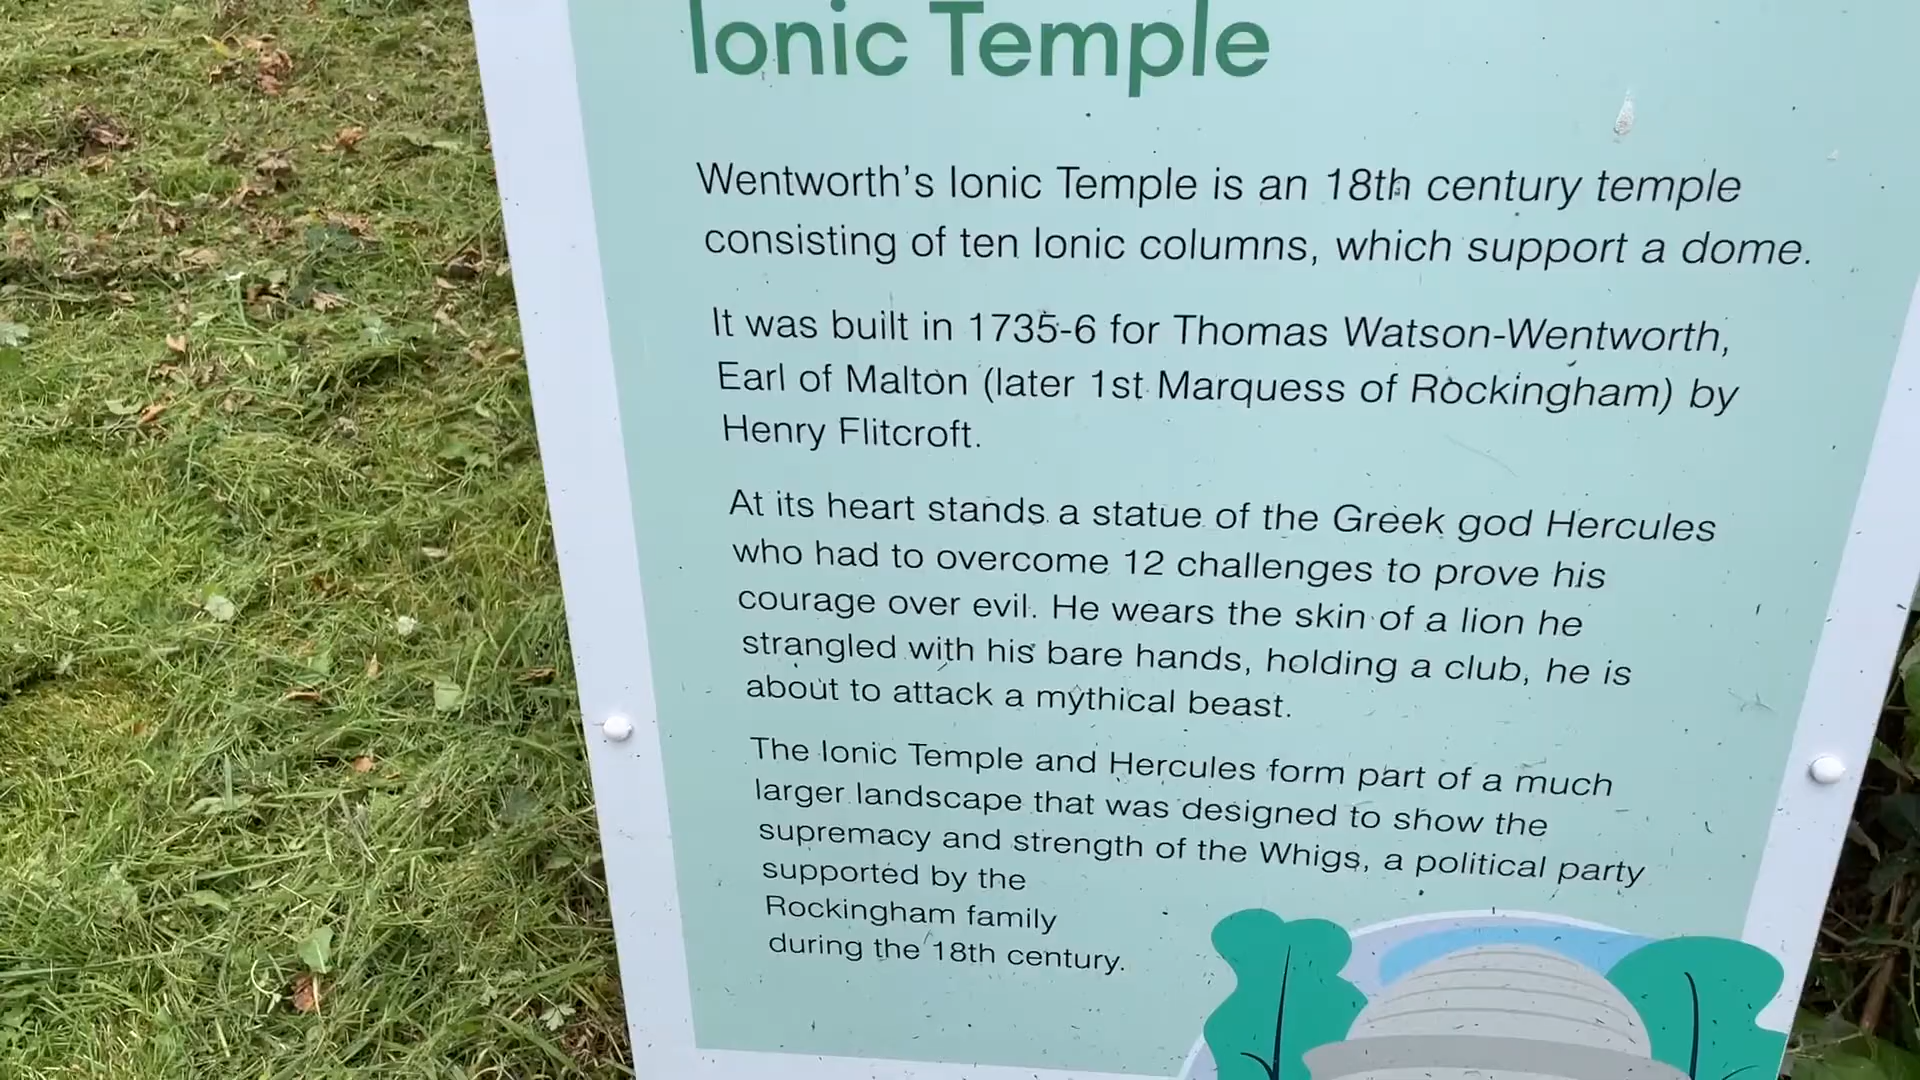 Ionic Temple
Wentworth's Ionic Temple is an 18th century temple
consisting of ten Ionic columns, which support a dome.
It was built in 1735-6 for Thomas Watson-Wentworth,
Earl of Malton (later 1st Marquess of Rockingham) by
Henry Flitcroft.
At its heart stands a statue of the Greek god Hercules
who had to overcome 12 challenges to prove his
courage over evil. He wears the skin of a lion he
strangled with his bare hands, holding a club, he is
about to attack a mythical beast.
The Ionic Temple and Hercules form part of a much
larger landscape that was designed to show the
supremacy and strength of the Whigs, a political party
supported by the
Rockingham family
during the 18th century.